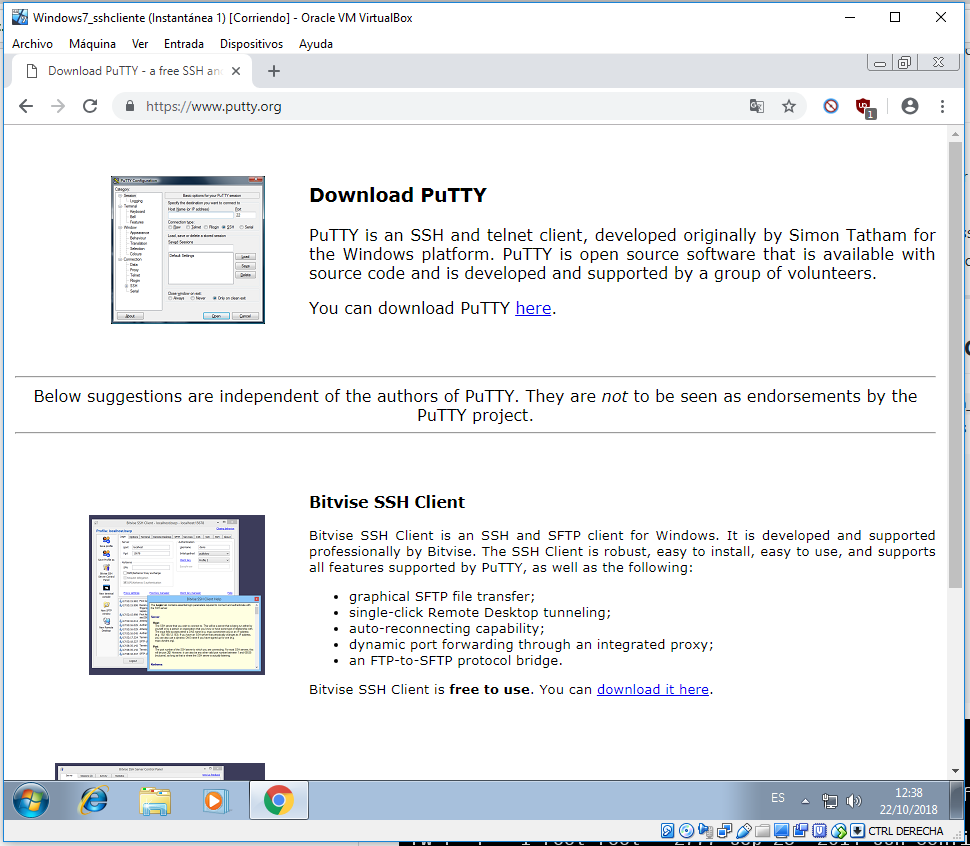 Windows7_sshcliente (Instantánea 1) [Corriendo] - Oracle VM VirtualBox
Archivo Máquina Ver Entrada Dispositivos Ayuda
Download PuTTY - a free SSH an
https://www.putty.org
1
Download PuTTY
PuTTY is an SSH and telnet client, developed originally by Simon Tatham for
the Windows platform. PuTTY is open source software that is available with
source code and is developed and supported by a group of volunteers.
You can download PuTTY here.
Below suggestions are independent of the authors of PuTTY. They are not to be seen as endorsements by the
PuTTY project.
Bitvise SSH Client
Bitvise SSH Client is an SSH and SFTP client for Windows. It is developed and supported
professionally by Bitvise. The SSH Client is robust, easy to install, easy to use, and supports
all features supported by PuTTY, as well as the following:
• graphical SFTP file transfer;
• single-click Remote Desktop tunneling;
• auto-reconnecting capability;
• dynamic port forwarding through an integrated proxy;
• an FTP-to-SFTP protocol bridge.
Bitvise SSH Client is free to use. You can download it here.
ES
12:38
22/10/2018
CTRL DERECHA